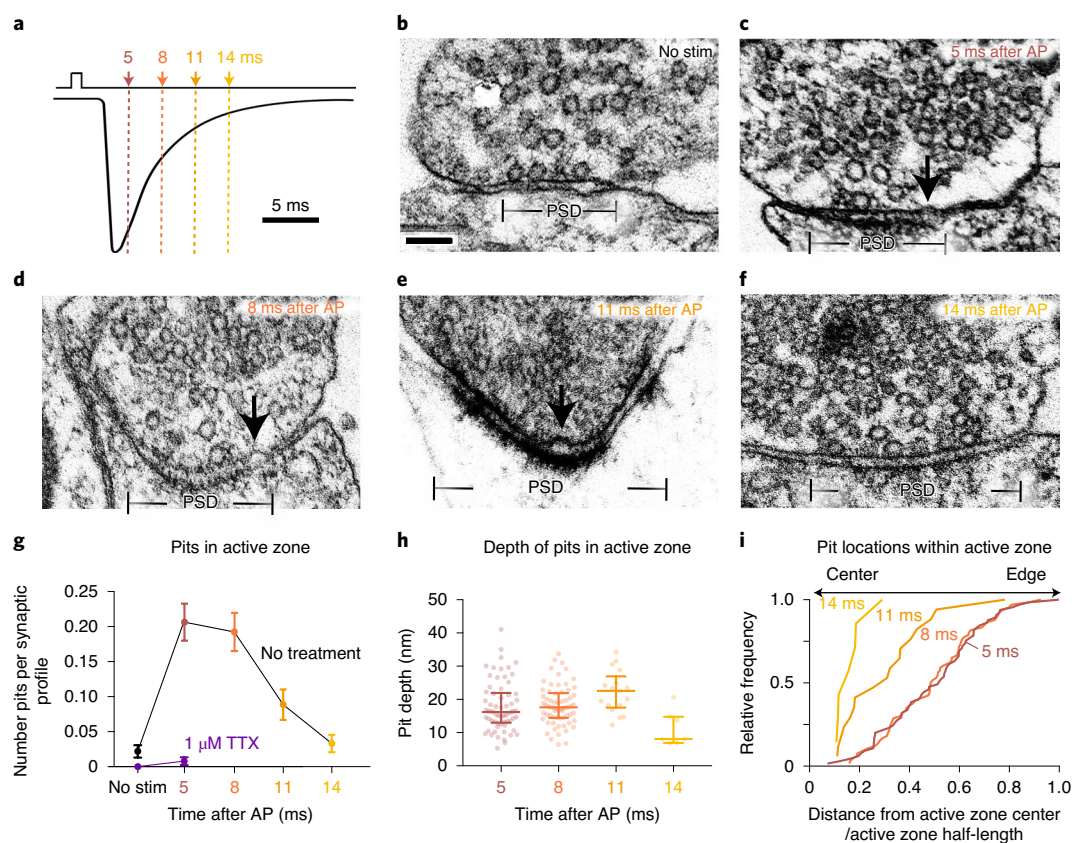 a
5 8 11 14 ms
5 ms
b
No stim
PSD
c
5 ms after AP
PSD
d
8 ms after AP
PSD
e
11 ms after AP
PSD
f
14 ms after AP
PSD
g
Pits in active zone
Number pits per synaptic
profile
0.25
0.20
0.15
0.10
0.05
0
No treatment
1 μM TTX
No stim 5 8 11 14
Time after AP (ms)
h
Depth of pits in active zone
Pit depth (nm)
50
40
30
20
10
0
5 8 11 14
Time after AP (ms)
i
Pit locations within active zone
Center Edge
Relative frequency
1.0
0.5
0
14 ms
11 ms
8 ms
5 ms
0 0.2 0.4 0.6 0.8 1.0
Distance from active zone center
/active zone half-length